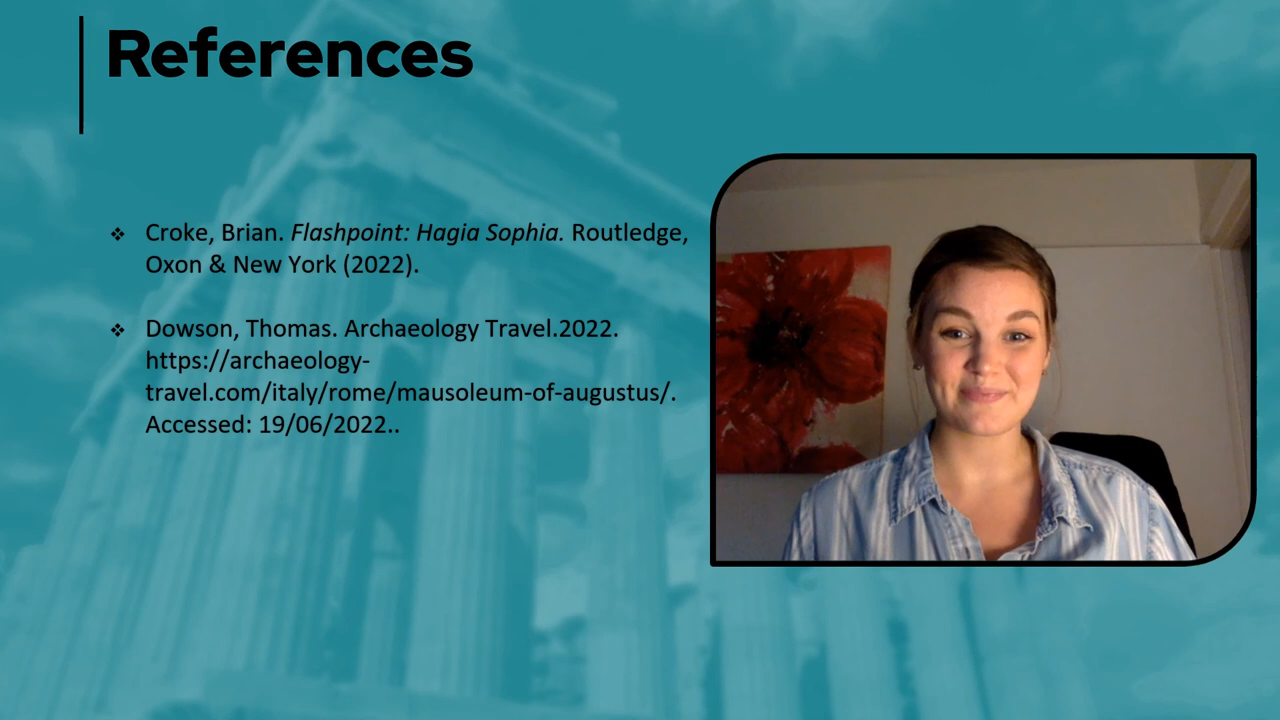 References
❖ Croke, Brian. Flashpoint: Hagia Sophia. Routledge,
Oxon & New York (2022).
❖ Dowson, Thomas. Archaeology Travel.2022.
https://archaeology-
travel.com/italy/rome/mausoleum-of-augustus/.
Accessed: 19/06/2022..